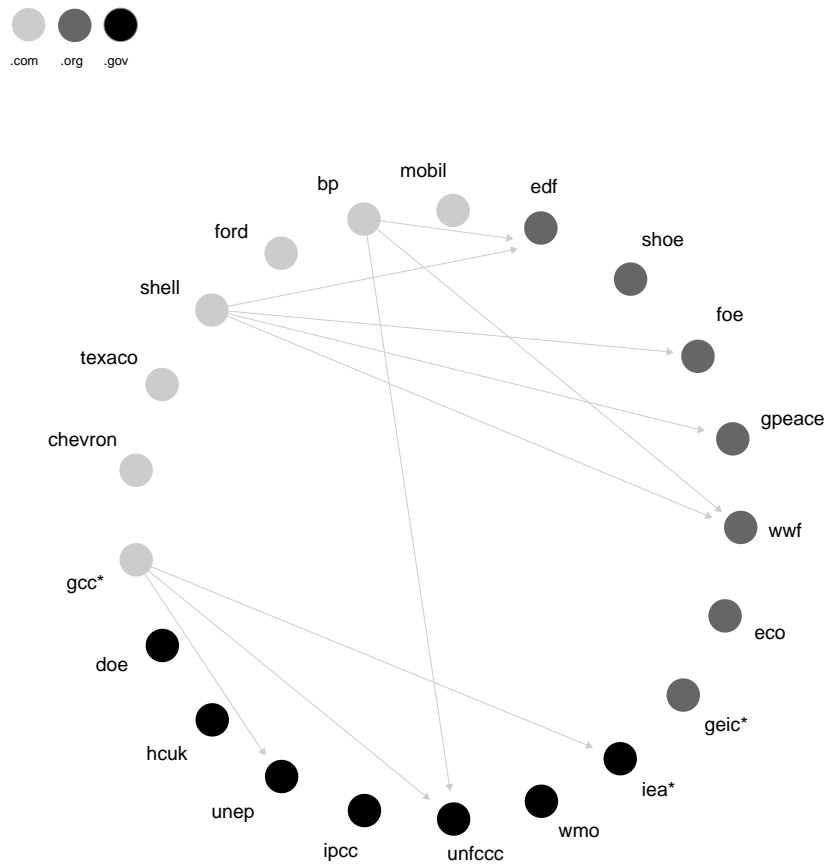 .com .org .gov
mobil
bp
edf
ford
shoe
shell
foe
texaco
gpeace
chevron
wwf
gcc*
eco
doe
geic*
hcuk
iea*
unep
wmo
ipcc
unfccc